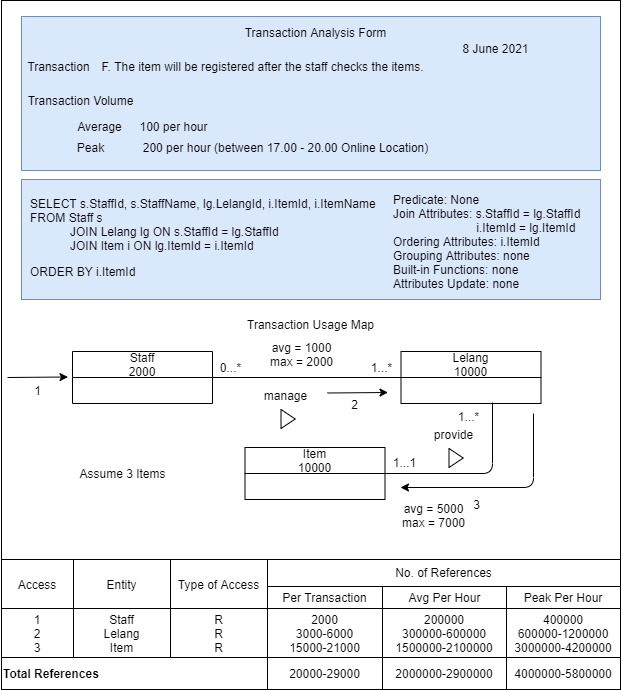 Transaction Analysis Form
8 June 2021
Transaction F. The item will be registered after the staff checks the items.
Transaction Volume
Average 100 per hour
Peak 200 per hour (between 17.00 - 20.00 Online Location)
SELECT s.StaffId, s.StaffName, lg.LelangId, i.ItemId, i.ItemName
FROM Staff s
JOIN Lelang lg ON s.StaffId = lg.StaffId
JOIN Item i ON lg.ItemId = i.ItemId
ORDER BY i.ItemId
Predicate: None
Join Attributes: s.StaffId = lg.StaffId
i.ItemId = lg.ItemId
Ordering Attributes: i.ItemId
Grouping Attributes: none
Built-in Functions: none
Attributes Update: none
Transaction Usage Map
avg = 1000
max = 2000
Staff
2000
0...*
1...*
Lelang
10000
1
manage
2
1...*
provide
Item
10000
1...1
Assume 3 Items
avg = 5000
max = 7000
3
Access Entity Type of Access No. of References
Per Transaction Avg Per Hour Peak Per Hour
1 Staff R 2000 200000 400000
2 Lelang R 3000-6000 300000-600000 600000-1200000
3 Item R 15000-21000 1500000-2100000 3000000-4200000
Total References 20000-29000 2000000-2900000 4000000-5800000